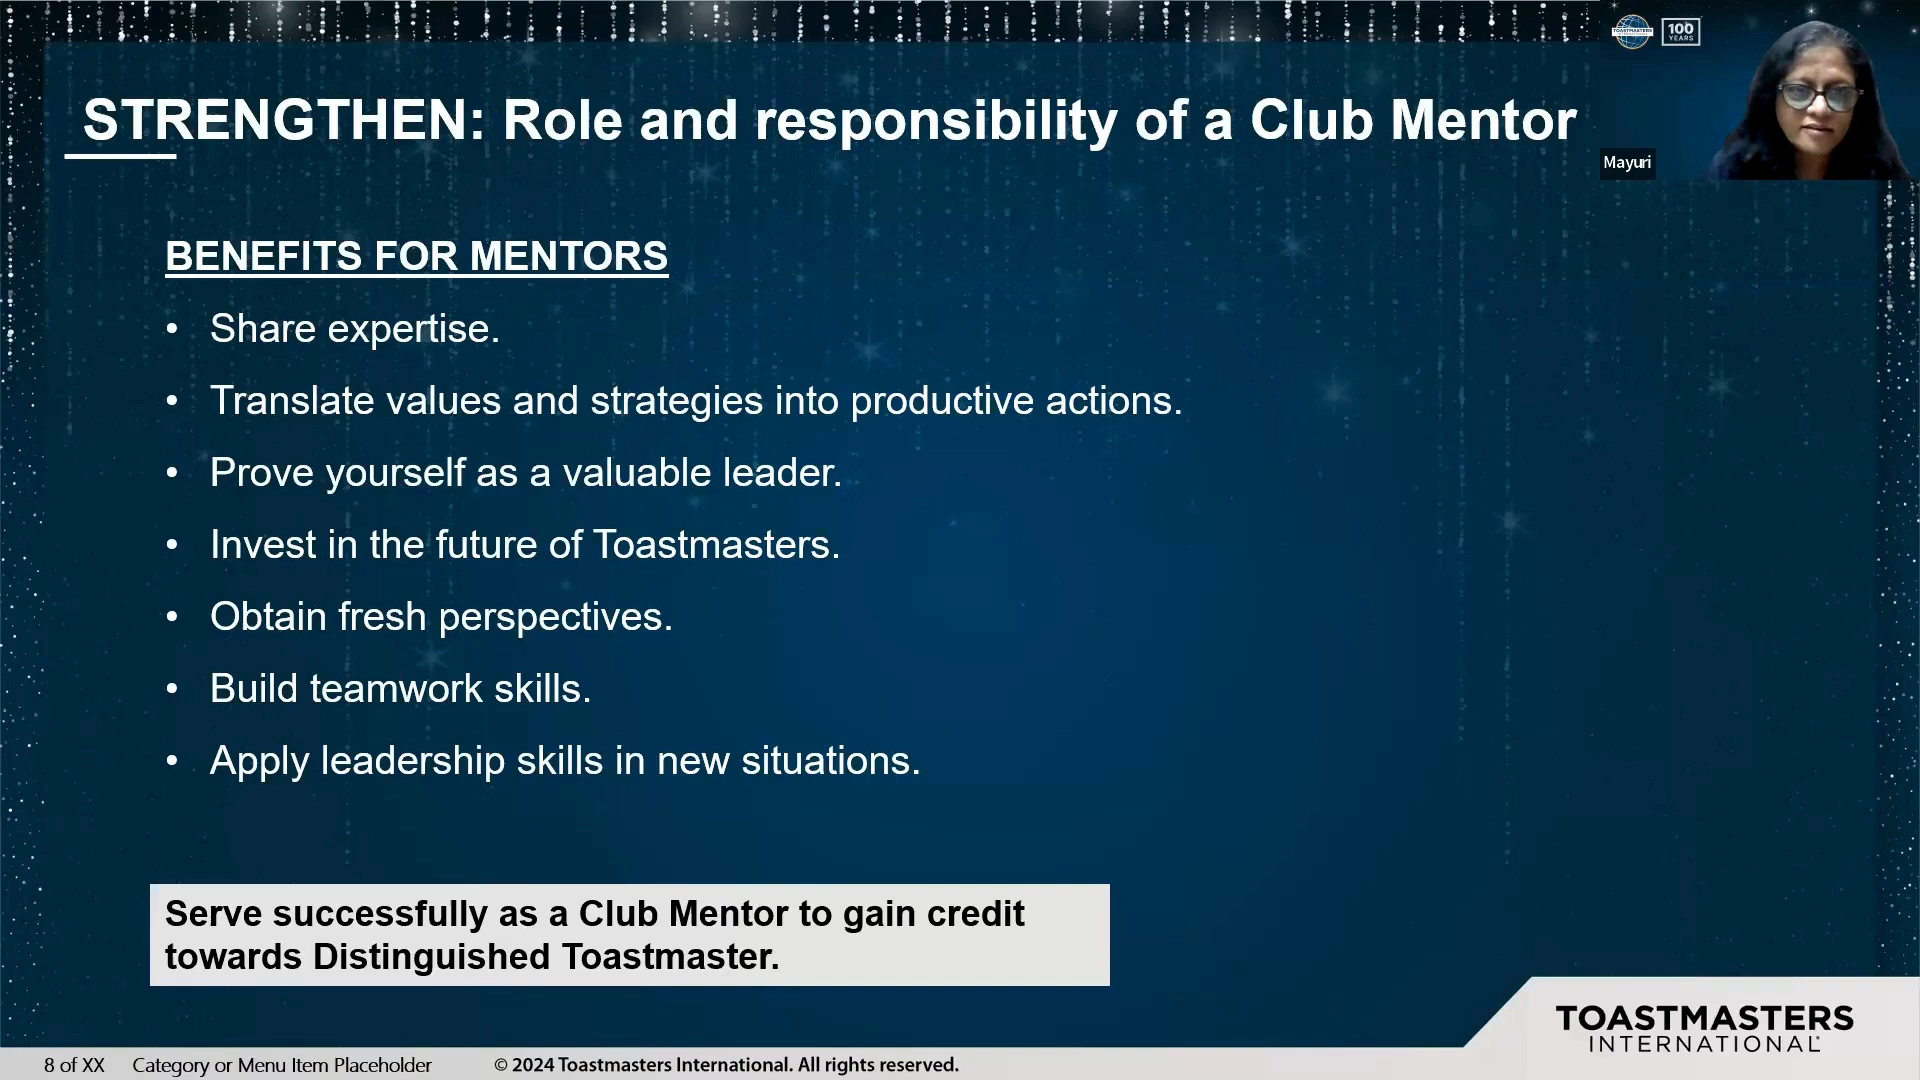 TOASTMASTERS
100
YEARS
STRENGTHEN: Role and responsibility of a Club Mentor
Mayuri
BENEFITS FOR MENTORS
• Share expertise.
• Translate values and strategies into productive actions.
• Prove yourself as a valuable leader.
• Invest in the future of Toastmasters.
• Obtain fresh perspectives.
• Build teamwork skills.
• Apply leadership skills in new situations.
Serve successfully as a Club Mentor to gain credit
towards Distinguished Toastmaster.
TOASTMASTERS
INTERNATIONAL
8 of XX Category or Menu Item Placeholder © 2024 Toastmasters International. All rights reserved.